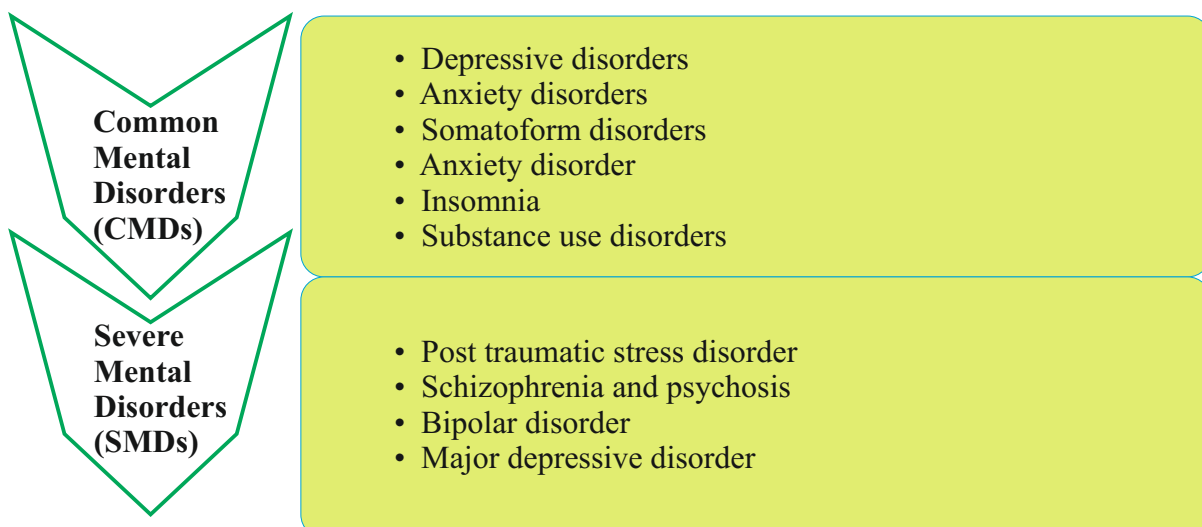 Common
Mental
Disorders
(CMDs)
• Depressive disorders
• Anxiety disorders
• Somatoform disorders
• Anxiety disorder
• Insomnia
• Substance use disorders
Severe
Mental
Disorders
(SMDs)
• Post traumatic stress disorder
• Schizophrenia and psychosis
• Bipolar disorder
• Major depressive disorder